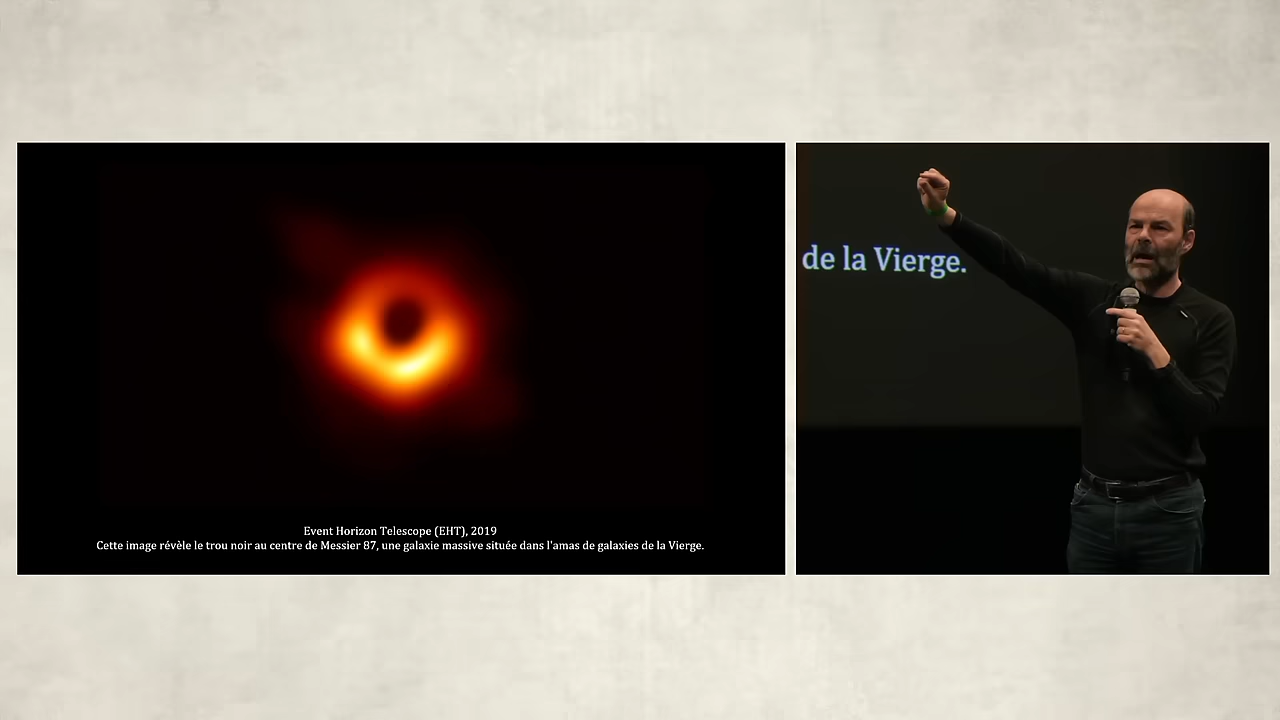 Event Horizon Telescope (EHT), 2019
Cette image révèle le trou noir au centre de Messier 87, une galaxie massive située dans l'amas de galaxies de la Vierge.
de la Vierge.